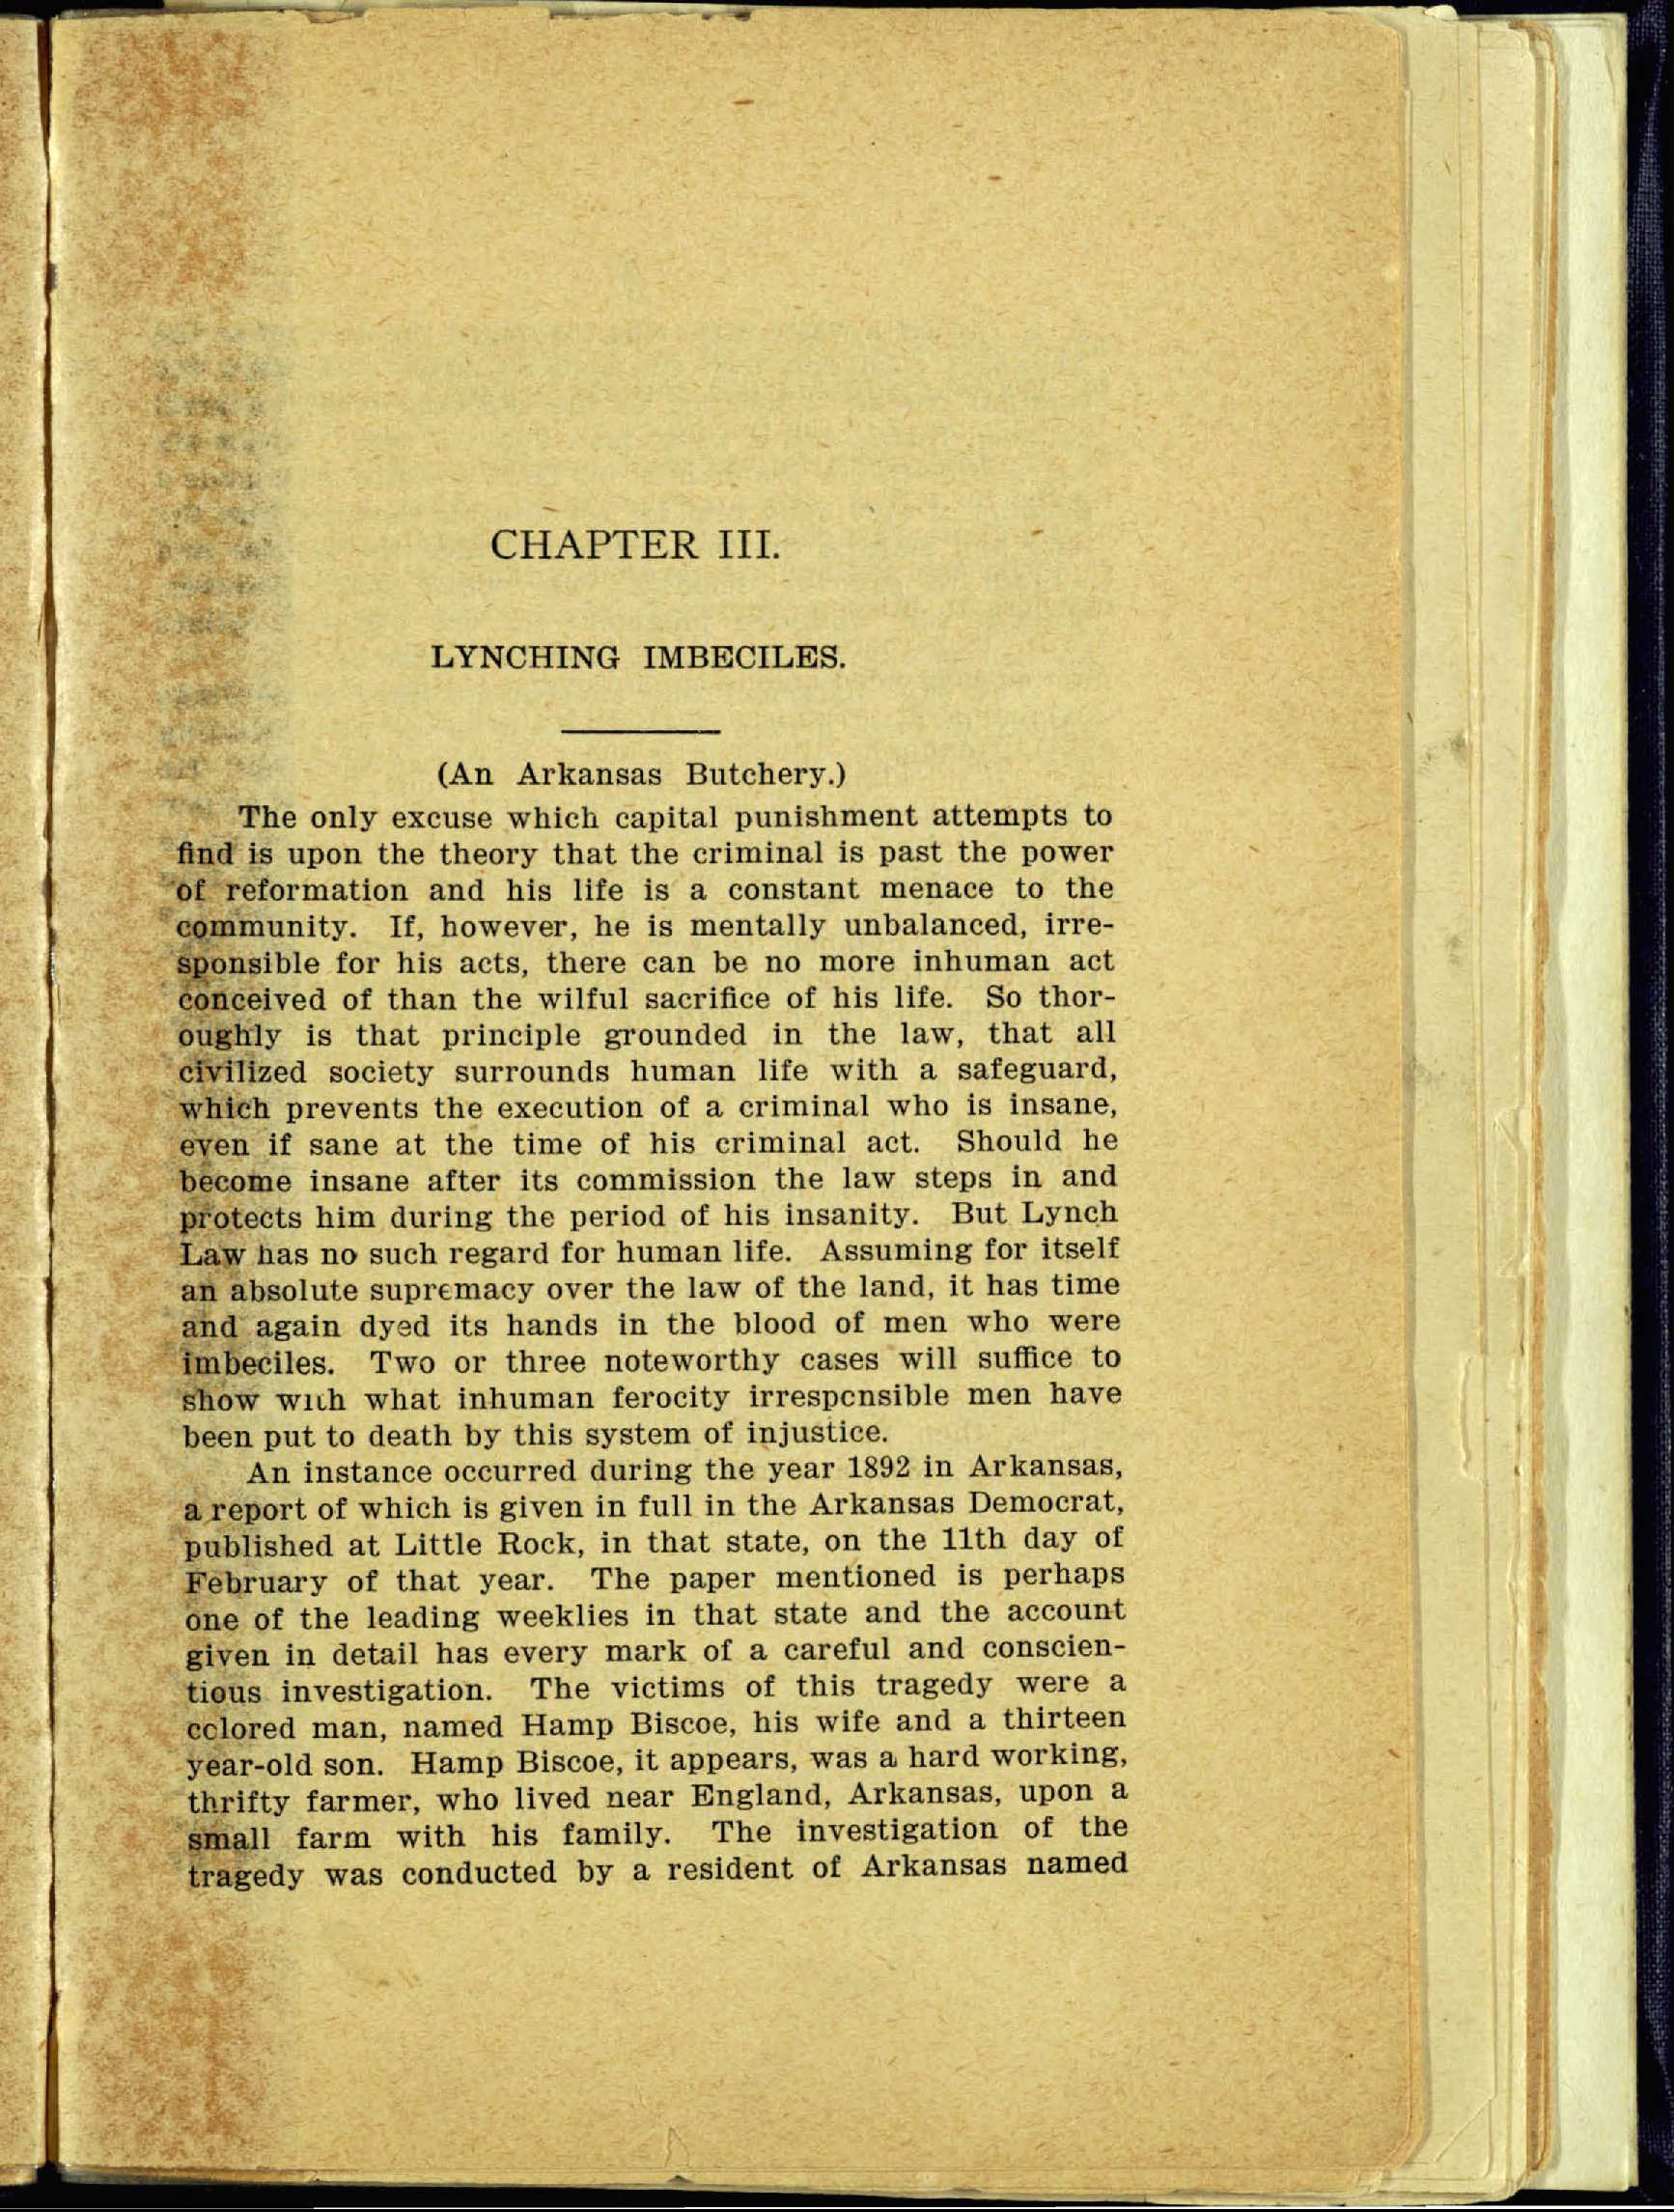 CHAPTER III.
LYNCHING IMBECILES.
(An Arkansas Butchery.)
The only excuse which capital punishment attempts to
find is upon the theory that the criminal is past the power
of reformation and his life is a constant menace to the
community. If, however, he is mentally unbalanced, irre-
sponsible for his acts, there can be no more inhuman act
conceived of than the wilful sacrifice of his life. So thor-
oughly is that principle grounded in the law, that all
civilized society surrounds human life with a safeguard,
which prevents the execution of a criminal who is insane,
even if sane at the time of his criminal act. Should he
become insane after its commission the law steps in and
protects him during the period of his insanity. But Lynch
Law has no such regard for human life. Assuming for itself
an absolute supremacy over the law of the land, it has time
and again dyed its hands in the blood of men who were
imbeciles. Two or three noteworthy cases will suffice to
show with what inhuman ferocity irresponsible men have
been put to death by this system of injustice.
An instance occurred during the year 1892 in Arkansas,
a report of which is given in full in the Arkansas Democrat,
published at Little Rock, in that state, on the 11th day of
February of that year. The paper mentioned is perhaps
one of the leading weeklies in that state and the account
given in detail has every mark of a careful and conscien-
tious investigation. The victims of this tragedy were a
colored man, named Hamp Biscoe, his wife and a thirteen
year-old son. Hamp Biscoe, it appears, was a hard working,
thrifty farmer, who lived near England, Arkansas, upon a
small farm with his family. The investigation of the
tragedy was conducted by a resident of Arkansas named